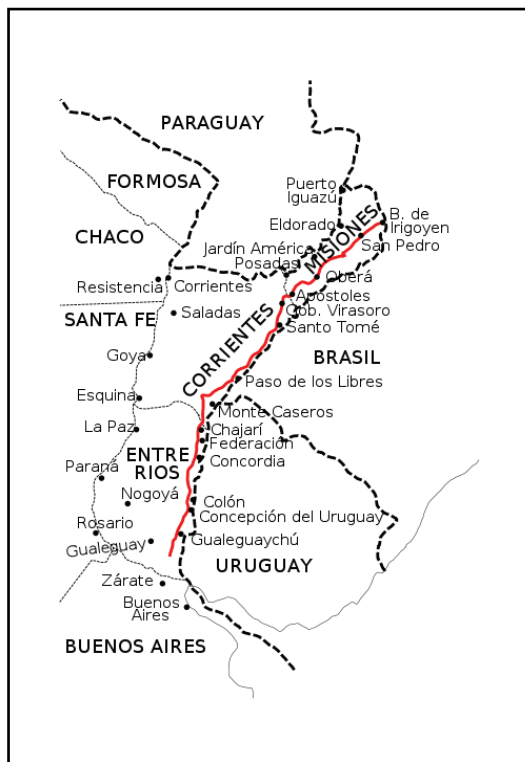 PARAGUAY
FORMOSA
Puerto
Iguazú
B. de
Irigoyen
Eldorado
MISIONES
San Pedro
CHACO
Jardín América
Posadas
Oberá
Resistencia
Corrientes
Apóstoles
Gob. Virasoro
SANTA FE
Saladas
Santo Tomé
CORRIENTES
BRASIL
Goya
Paso de los Libres
Esquina
Monte Caseros
La Paz
Chajarí
Federación
ENTRE
RIOS
Concordia
Paraná
Nogoyá
Colón
Concepción del Uruguay
Rosario
Gualeguay
Gualeguaychú
URUGUAY
Zárate
Buenos
Aires
BUENOS AIRES